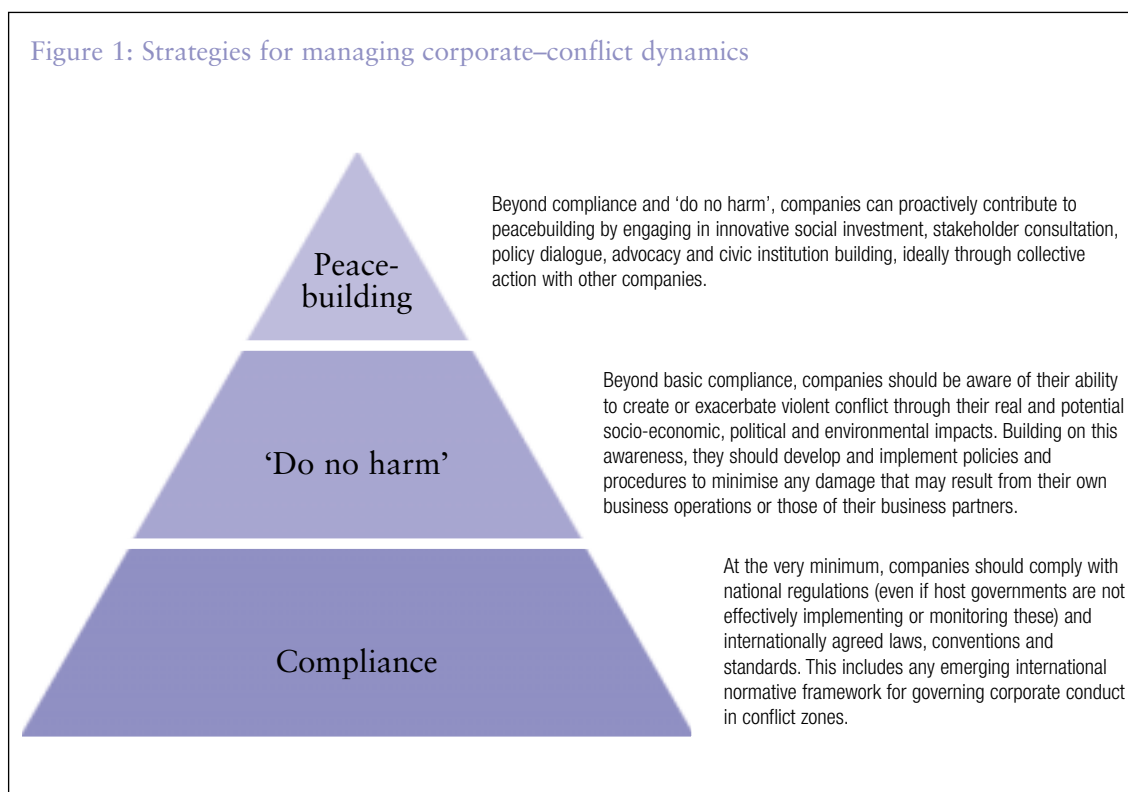 Figure 1: Strategies for managing corporate–conflict dynamics
Peace-
building
Beyond compliance and ‘do no harm’, companies can proactively contribute to
peacebuilding by engaging in innovative social investment, stakeholder consultation,
policy dialogue, advocacy and civic institution building, ideally through collective
action with other companies.
‘Do no harm’
Beyond basic compliance, companies should be aware of their ability
to create or exacerbate violent conflict through their real and potential
socio-economic, political and environmental impacts. Building on this
awareness, they should develop and implement policies and
procedures to minimise any damage that may result from their own
business operations or those of their business partners.
Compliance
At the very minimum, companies should comply with
national regulations (even if host governments are not
effectively implementing or monitoring these) and
internationally agreed laws, conventions and
standards. This includes any emerging international
normative framework for governing corporate conduct
in conflict zones.